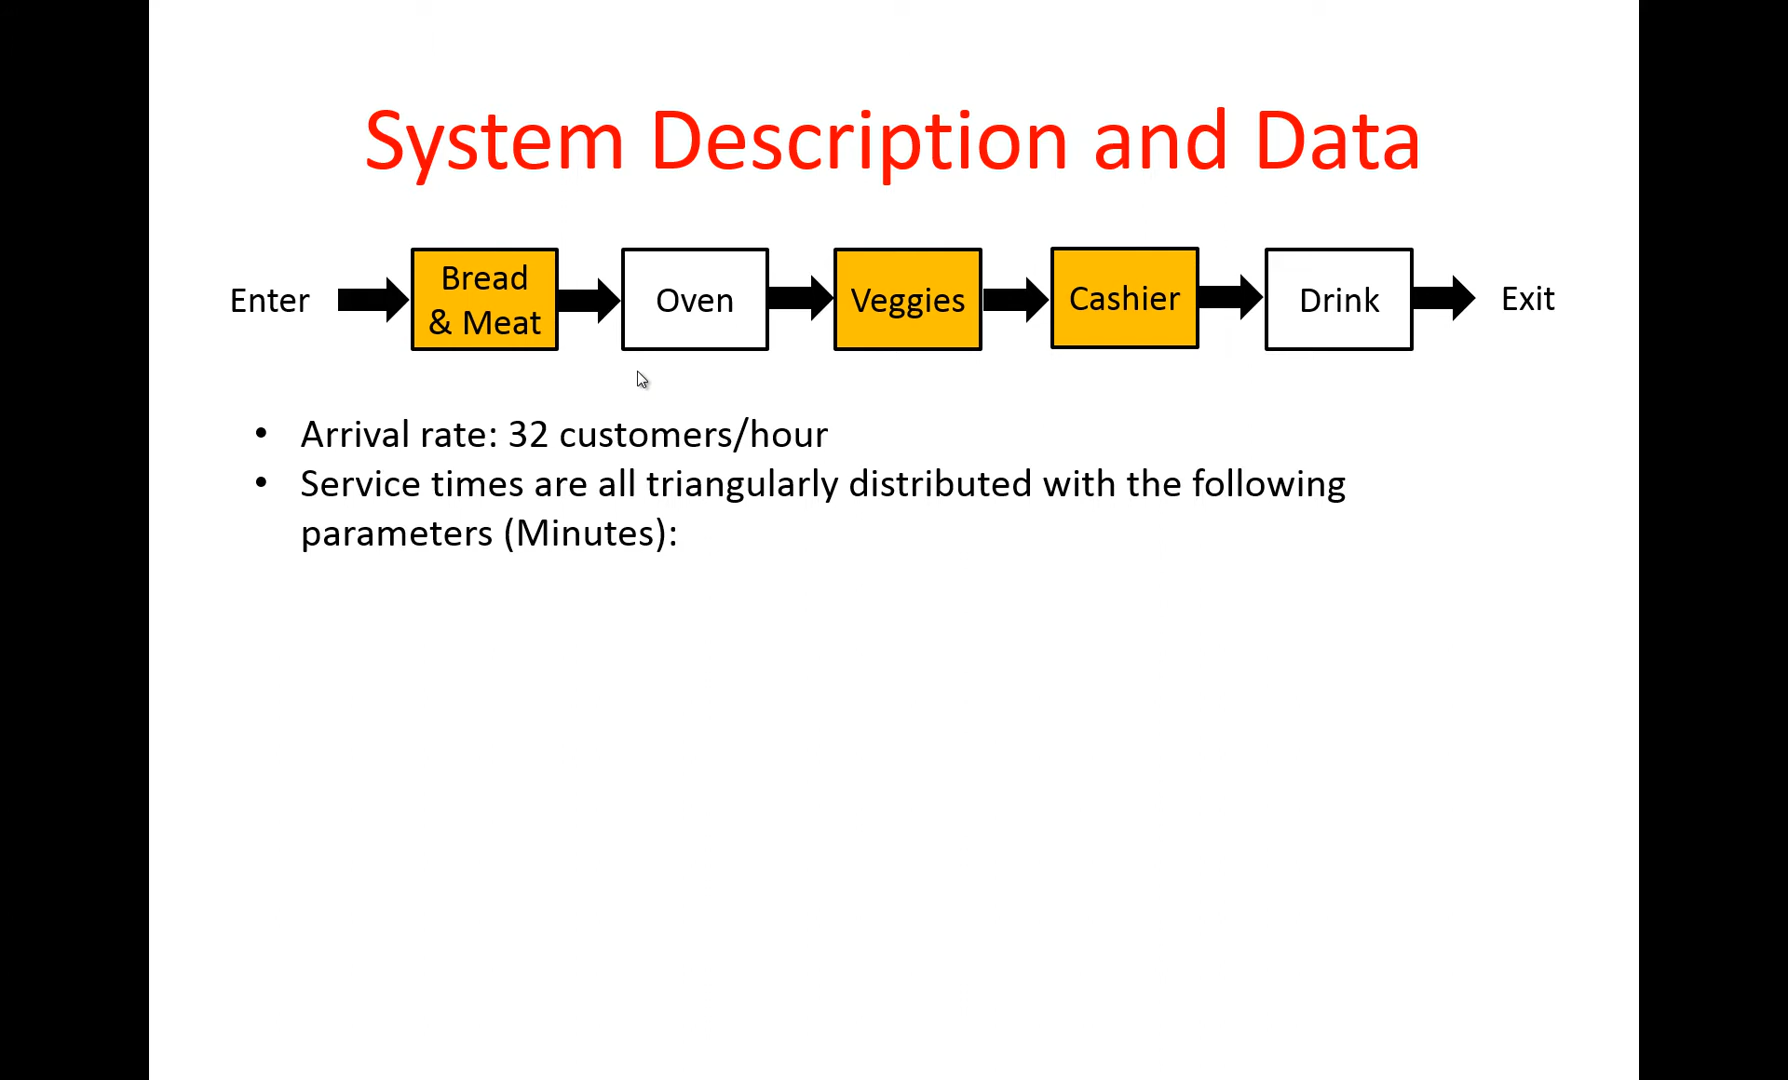 System Description and Data
Enter
Bread
& Meat
Oven
Veggies
Cashier
Drink
Exit
• Arrival rate: 32 customers/hour
• Service times are all triangularly distributed with the following
parameters (Minutes):